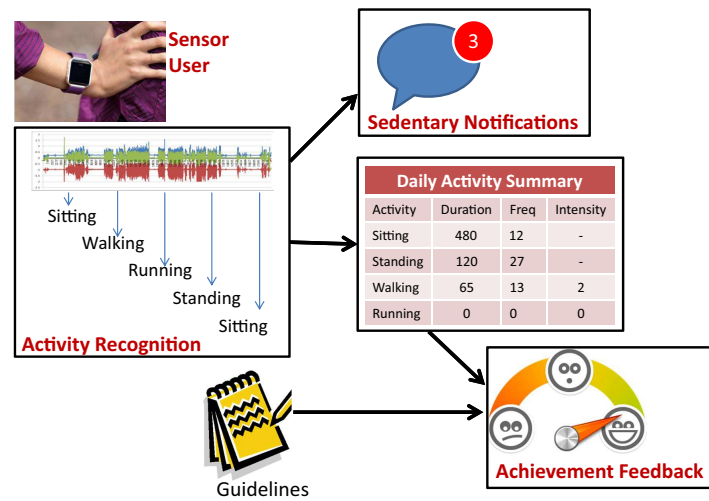 Sensor
User
3
Sedentary Notifications
Sitting
Walking
Running
Standing
Sitting
Activity Recognition
Daily Activity Summary
Activity Duration Freq Intensity
Sitting 480 12 -
Standing 120 27 -
Walking 65 13 2
Running 0 0 0
Guidelines
Achievement Feedback